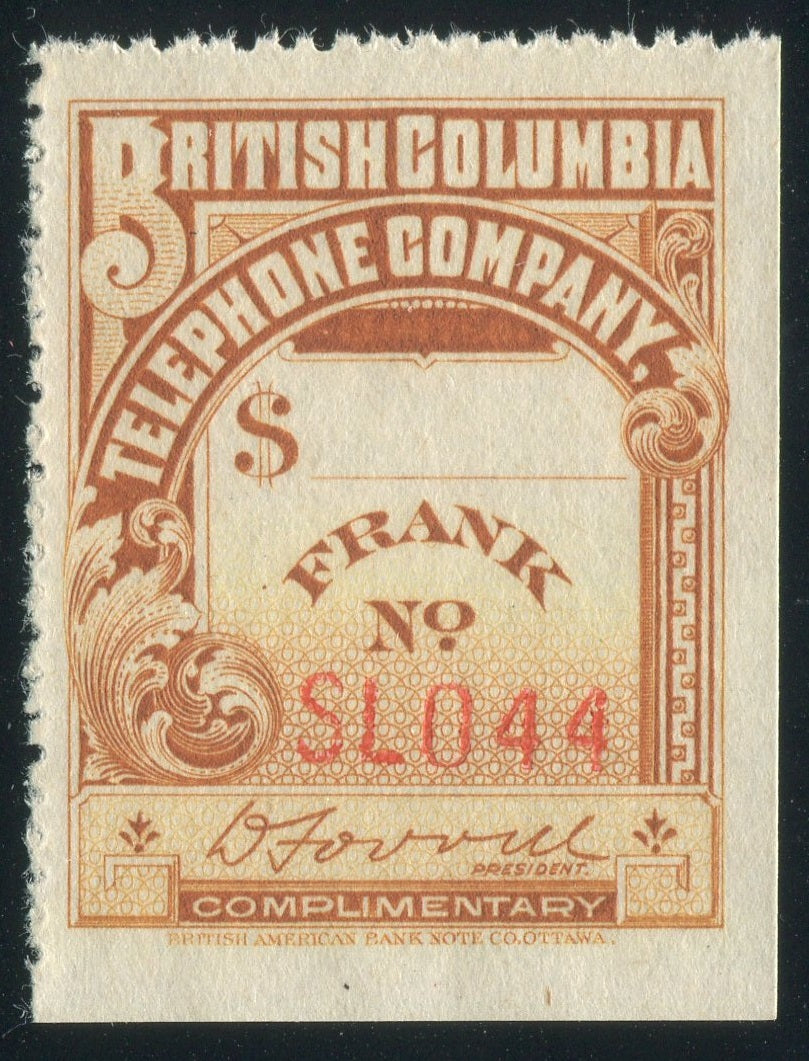 BRITISH COLUMBIA
TELEPHONE COMPANY.
$
FRANK
No
SL044
PRESIDENT.
COMPLIMENTARY
BRITISH AMERICAN BANK NOTE CO. OTTAWA.